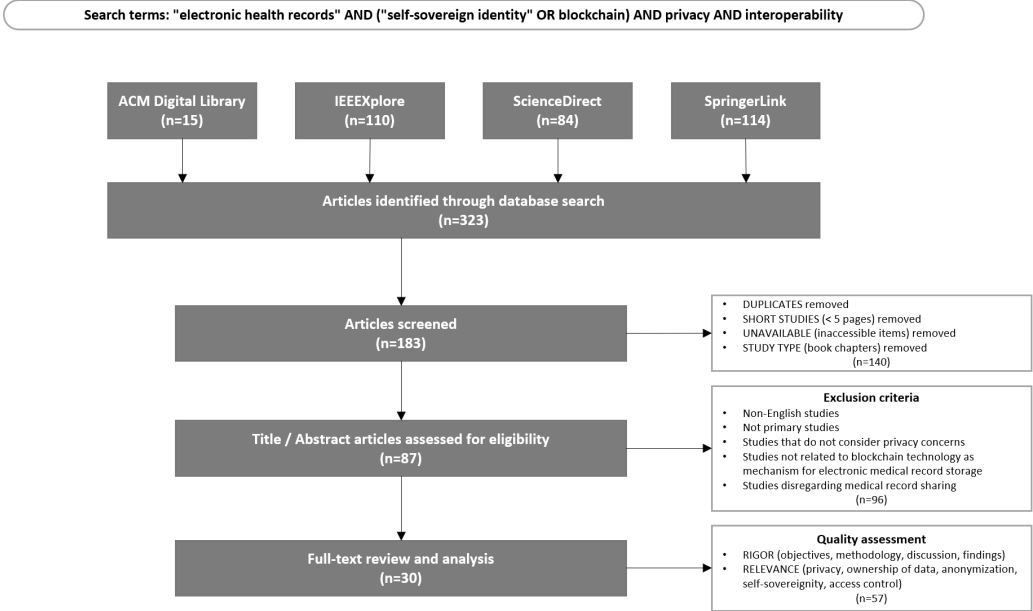 Search terms: "electronic health records" AND ("self-sovereign identity" OR blockchain) AND privacy AND interoperability
ACM Digital Library
(n=15)
IEEEXplore
(n=110)
ScienceDirect
(n=84)
SpringerLink
(n=114)
Articles identified through database search
(n=323)
Articles screened
(n=183)
• DUPLICATES removed
• SHORT STUDIES (< 5 pages) removed
• UNAVAILABLE (inaccessible items) removed
• STUDY TYPE (book chapters) removed
(n=140)
Title / Abstract articles assessed for eligibility
(n=87)
Exclusion criteria
• Non-English studies
• Not primary studies
• Studies that do not consider privacy concerns
• Studies not related to blockchain technology as
mechanism for electronic medical record storage
• Studies disregarding medical record sharing
(n=96)
Full-text review and analysis
(n=30)
Quality assessment
• RIGOR (objectives, methodology, discussion, findings)
• RELEVANCE (privacy, ownership of data, anonymization,
self-sovereignity, access control)
(n=57)